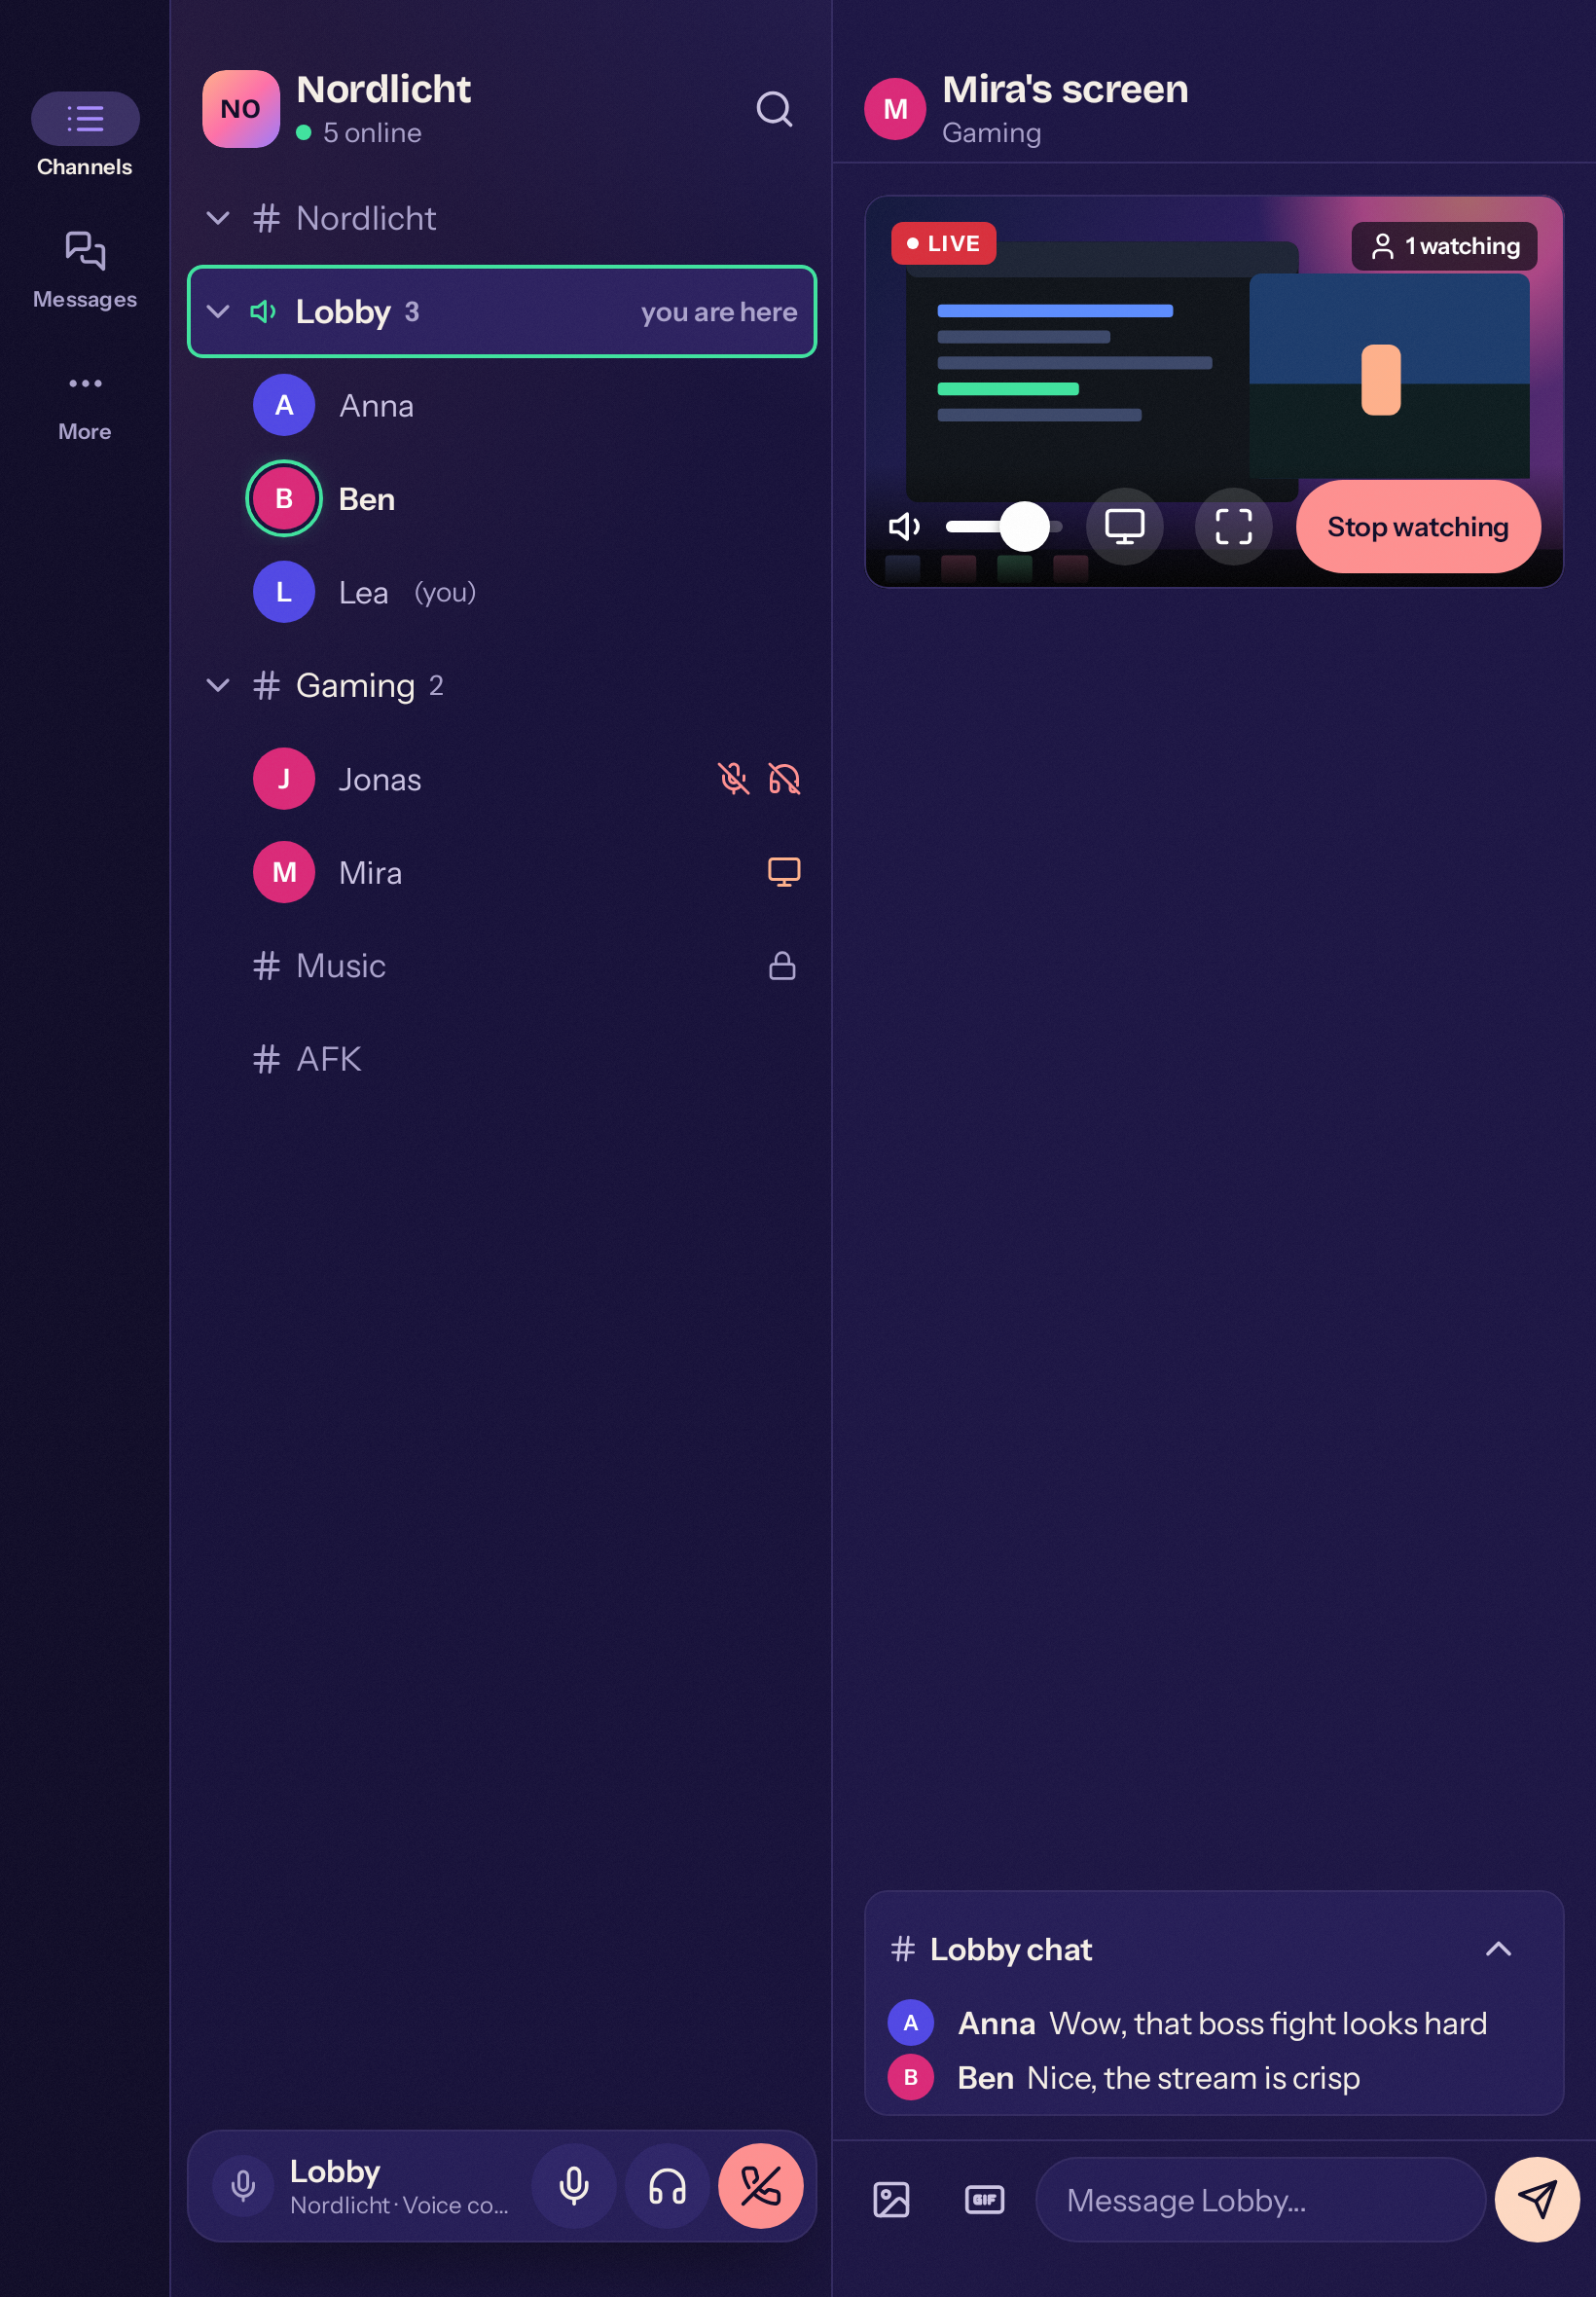 Channels
Messages
More
NO
Nordlicht
5 online
Nordlicht
Lobby 3 you are here
A Anna
B Ben
L Lea (you)
Gaming 2
J Jonas
M Mira
# Music
# AFK
Lobby
Nordlicht · Voice co...
M
Mira's screen
Gaming
LIVE
1 watching
Stop watching
# Lobby chat
A Anna Wow, that boss fight looks hard
B Ben Nice, the stream is crisp
GIF
Message Lobby...